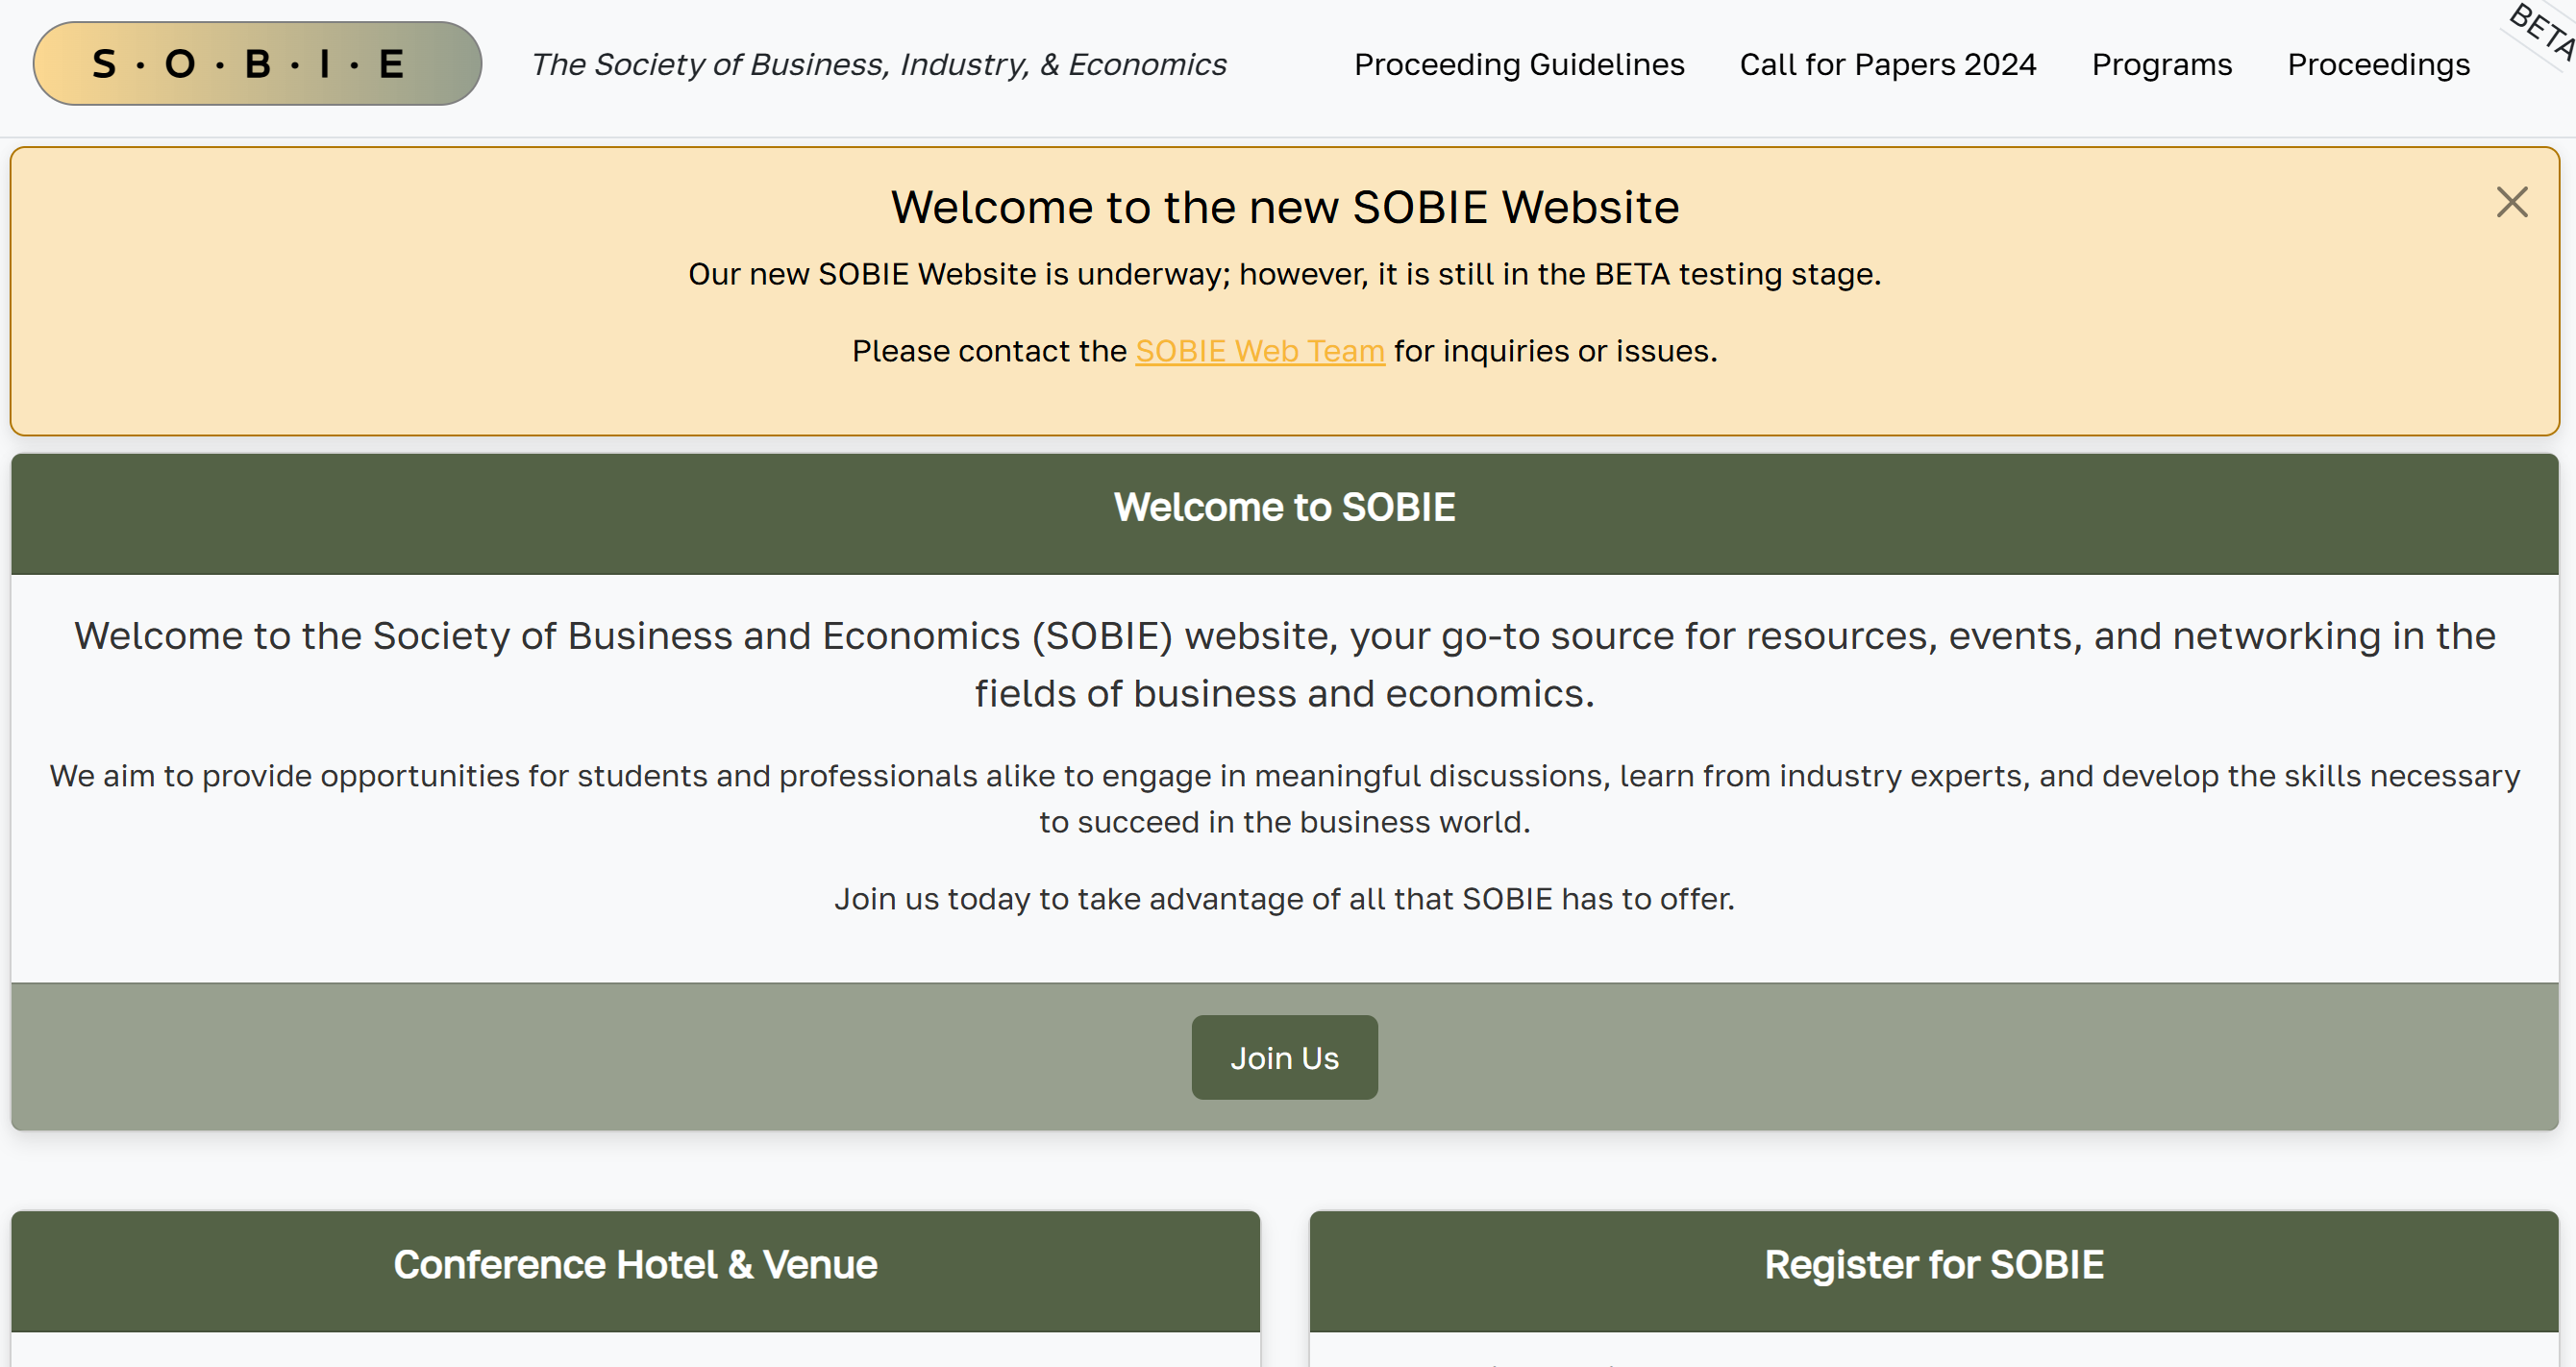 S · O · B · I · E
The Society of Business, Industry, & Economics
Proceeding Guidelines
Call for Papers 2024
Programs
Proceedings
BETA
Welcome to the new SOBIE Website
Our new SOBIE Website is underway; however, it is still in the BETA testing stage.
Please contact the SOBIE Web Team for inquiries or issues.
Welcome to SOBIE
Welcome to the Society of Business and Economics (SOBIE) website, your go-to source for resources, events, and networking in the
fields of business and economics.
We aim to provide opportunities for students and professionals alike to engage in meaningful discussions, learn from industry experts, and develop the skills necessary
to succeed in the business world.
Join us today to take advantage of all that SOBIE has to offer.
Join Us
Conference Hotel & Venue
Register for SOBIE